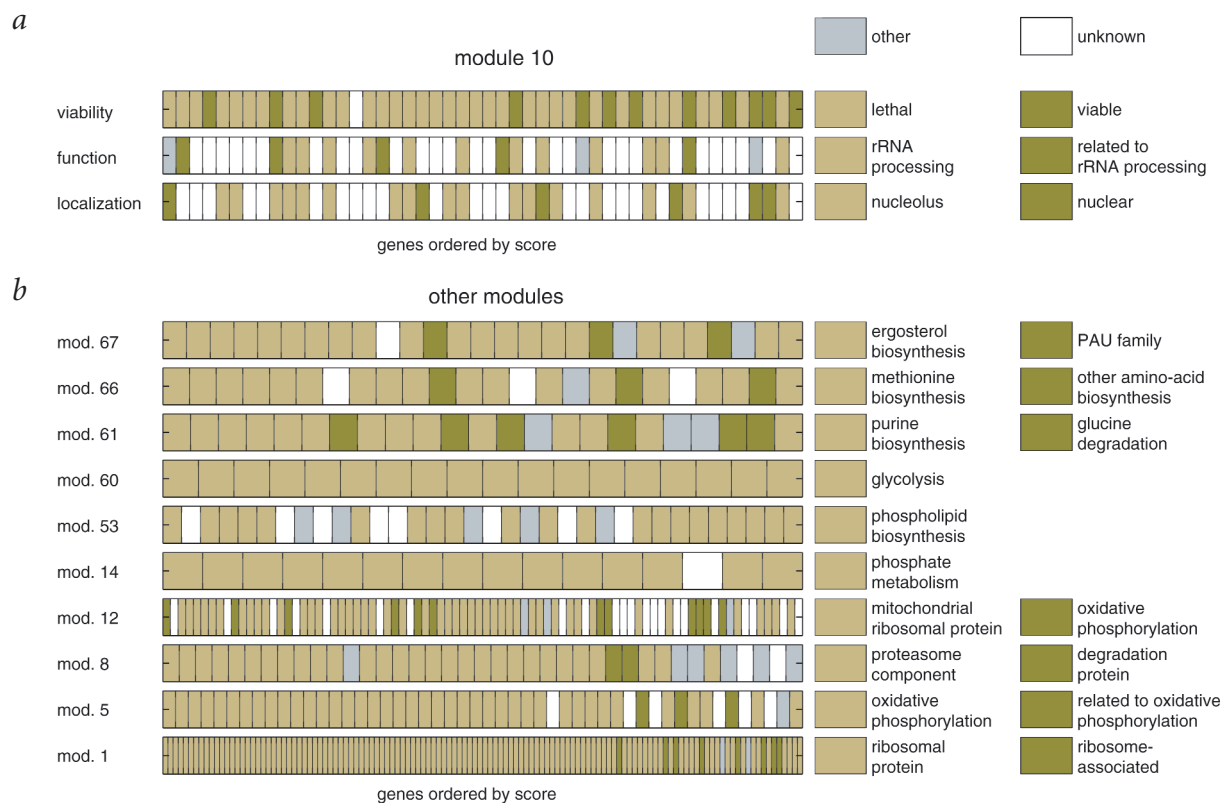 a
other
unknown
module 10
viability
lethal
viable
function
rRNA
processing
related to
rRNA processing
localization
nucleolus
nuclear
genes ordered by score
b
other modules
mod. 67
ergosterol
biosynthesis
PAU family
mod. 66
methionine
biosynthesis
other amino-acid
biosynthesis
mod. 61
purine
biosynthesis
glucine
degradation
mod. 60
glycolysis
mod. 53
phospholipid
biosynthesis
mod. 14
phosphate
metabolism
mod. 12
mitochondrial
ribosomal protein
oxidative
phosphorylation
mod. 8
proteasome
component
degradation
protein
mod. 5
oxidative
phosphorylation
related to oxidative
phosphorylation
mod. 1
ribosomal
protein
ribosome-
associated
genes ordered by score